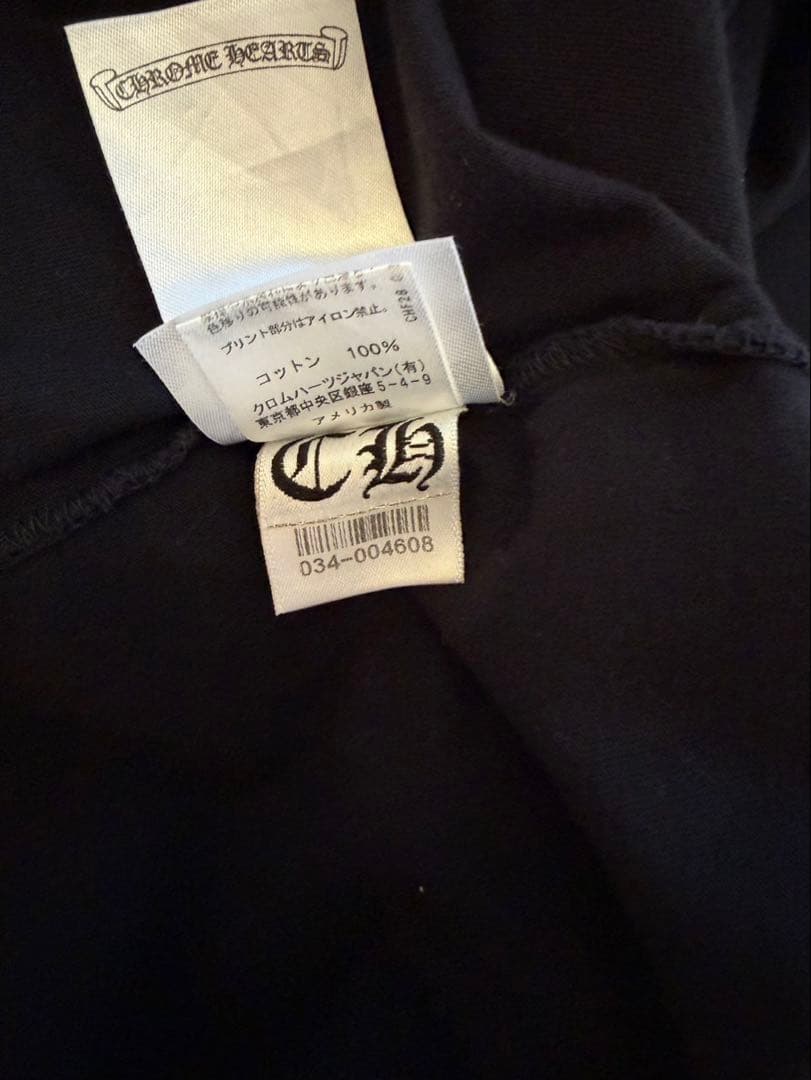 CHROME HEARTS
色移りの可能性があります。
プリント部分はアイロン禁止。
コットン 100%
クロムハーツジャパン(有)
東京都中央区銀座5-4-9
アメリカ製
CHF28
CH
034-004608